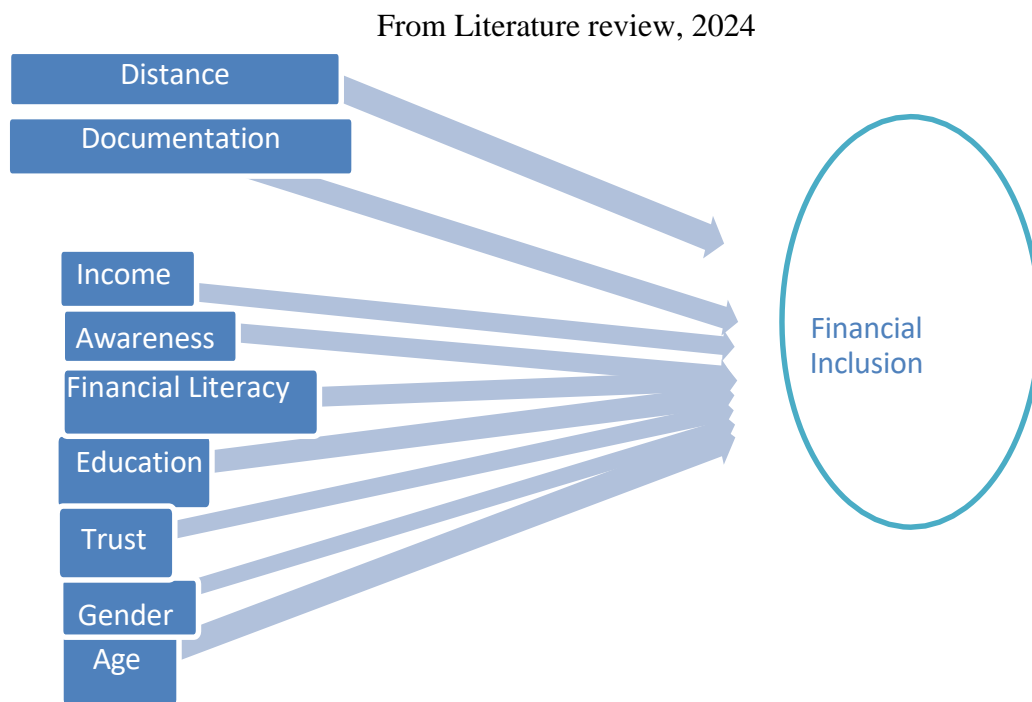 From Literature review, 2024
Distance
Documentation
Income
Awareness
Financial Literacy
Education
Trust
Gender
Age
Financial
Inclusion